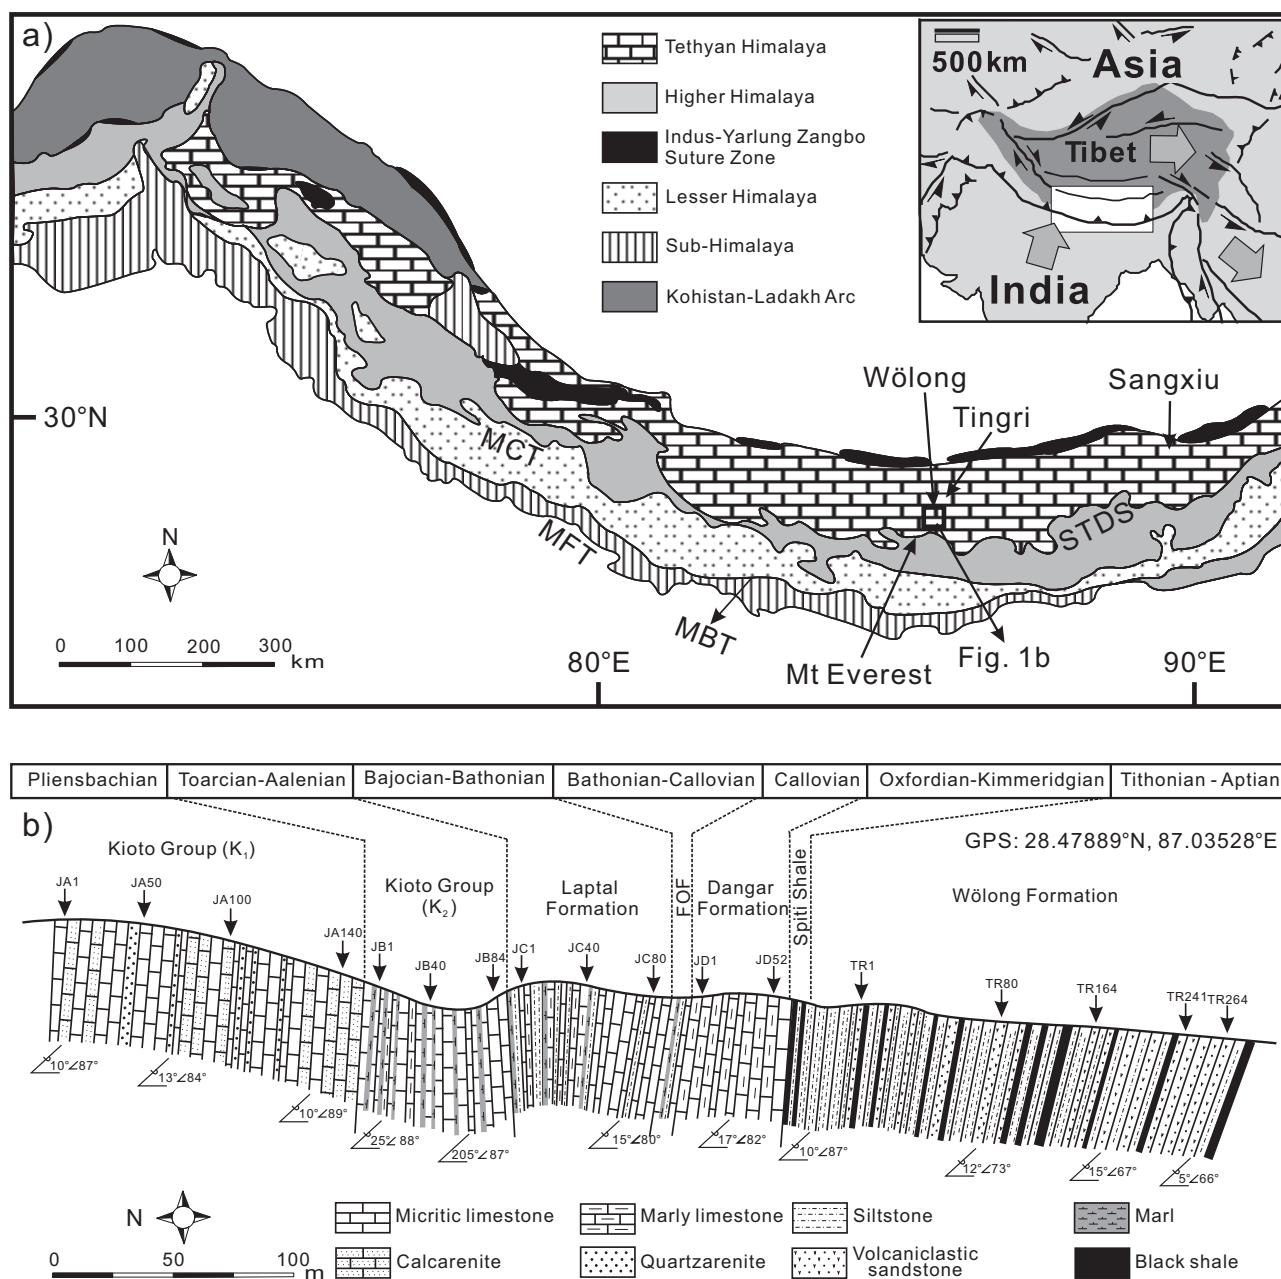 a)
Tethyan Himalaya
Higher Himalaya
Indus-Yarlung Zangbo
Suture Zone
Lesser Himalaya
Sub-Himalaya
Kohistan-Ladakh Arc
500km
Asia
Tibet
India
30°N
Wölong
Sangxiu
Tingri
MCT
STDS
MFT
MBT
N
0 100 200 300
km
80°E
Mt Everest
Fig. 1b
90°E
Pliensbachian
Toarcian-Aalenian
Bajocian-Bathonian
Bathonian-Callovian
Callovian
Oxfordian-Kimmeridgian
Tithonian - Aptian
b)
GPS: 28.47889°N, 87.03528°E
Kioto Group (K₁)
Kioto Group
(K₂)
Laptal
Formation
FOF
Dangar
Formation
Spiti Shale
Wölong Formation
JA1
JA50
JA100
JA140
JB1
JB40
JB84
JC1
JC40
JC80
JD1
JD52
TR1
TR80
TR164
TR241
TR264
10°∠87°
13°∠84°
10°∠89°
25°∠88°
205°∠87°
15°∠80°
17°∠82°
10°∠87°
12°∠73°
15°∠67°
5°∠66°
N
0 50 100
m
Micritic limestone
Marly limestone
Siltstone
Marl
Calcarenite
Quartzarenite
Volcaniclastic
sandstone
Black shale